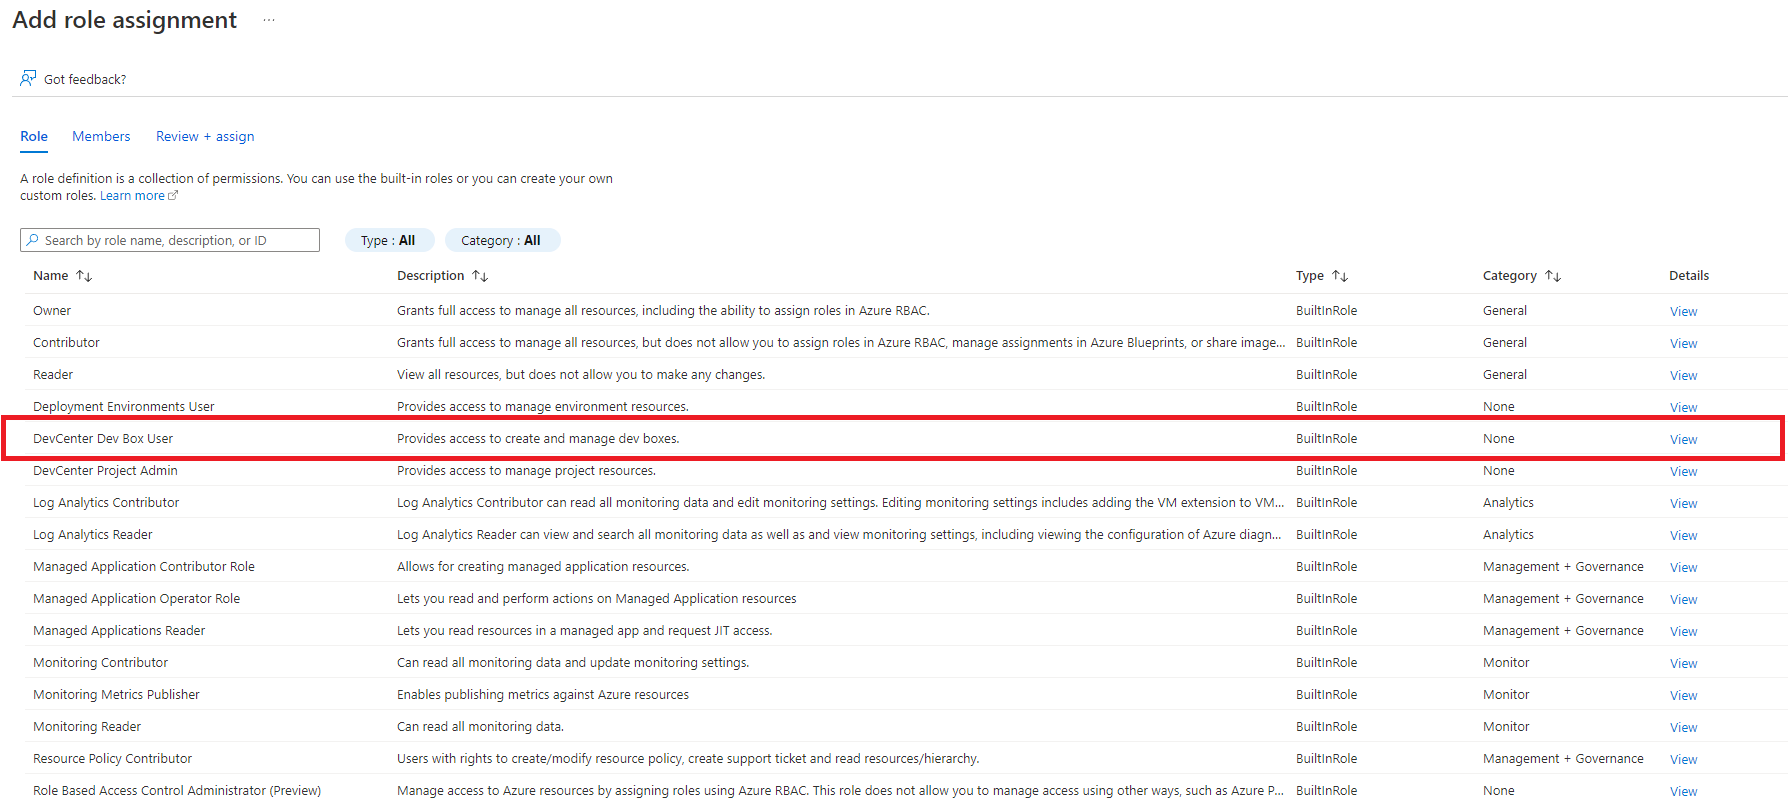 Add role assignment ...
Got feedback?
Role Members Review + assign
A role definition is a collection of permissions. You can use the built-in roles or you can create your own
custom roles. Learn more
Search by role name, description, or ID Type : All Category : All
Name ↑↓ Description ↑↓ Type ↑↓ Category ↑↓ Details
Owner Grants full access to manage all resources, including the ability to assign roles in Azure RBAC. BuiltInRole General View
Contributor Grants full access to manage all resources, but does not allow you to assign roles in Azure RBAC, manage assignments in Azure Blueprints, or share image... BuiltInRole General View
Reader View all resources, but does not allow you to make any changes. BuiltInRole General View
Deployment Environments User Provides access to manage environment resources. BuiltInRole None View
DevCenter Dev Box User Provides access to create and manage dev boxes. BuiltInRole None View
DevCenter Project Admin Provides access to manage project resources. BuiltInRole None View
Log Analytics Contributor Log Analytics Contributor can read all monitoring data and edit monitoring settings. Editing monitoring settings includes adding the VM extension to VM... BuiltInRole Analytics View
Log Analytics Reader Log Analytics Reader can view and search all monitoring data as well as and view monitoring settings, including viewing the configuration of Azure diagn... BuiltInRole Analytics View
Managed Application Contributor Role Allows for creating managed application resources. BuiltInRole Management + Governance View
Managed Application Operator Role Lets you read and perform actions on Managed Application resources BuiltInRole Management + Governance View
Managed Applications Reader Lets you read resources in a managed app and request JIT access. BuiltInRole Management + Governance View
Monitoring Contributor Can read all monitoring data and update monitoring settings. BuiltInRole Monitor View
Monitoring Metrics Publisher Enables publishing metrics against Azure resources BuiltInRole Monitor View
Monitoring Reader Can read all monitoring data. BuiltInRole Monitor View
Resource Policy Contributor Users with rights to create/modify resource policy, create support ticket and read resources/hierarchy. BuiltInRole Management + Governance View
Role Based Access Control Administrator (Preview) Manage access to Azure resources by assigning roles using Azure RBAC. This role does not allow you to manage access using other ways, such as Azure P... BuiltInRole None View